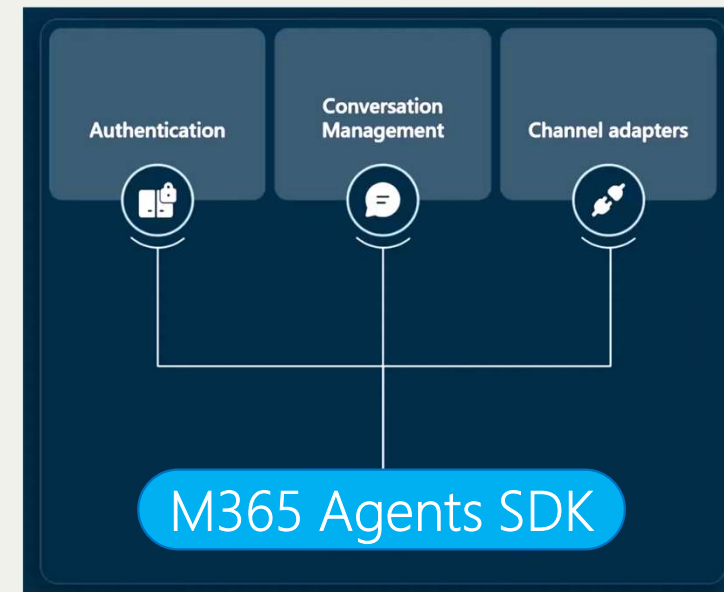 Authentication
Conversation
Management
Channel adapters
M365 Agents SDK